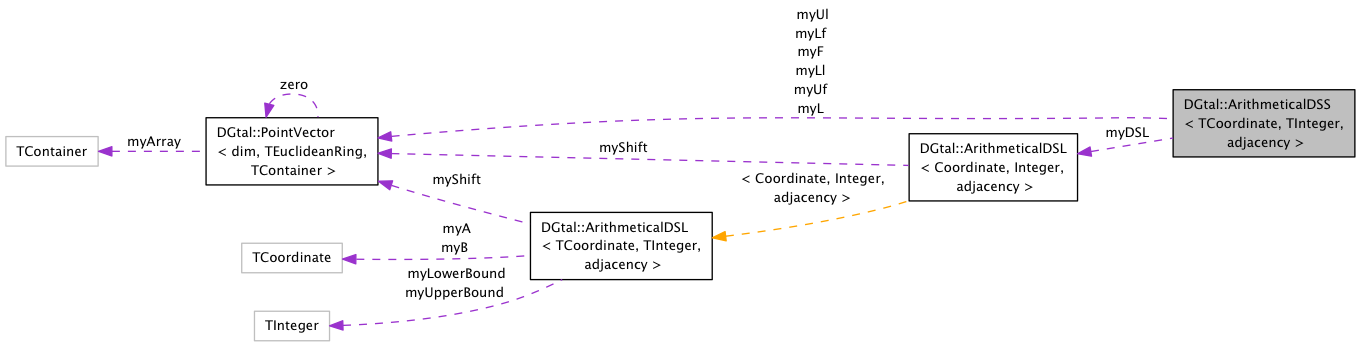 myUl
myLf
myF
myLl
myUf
myL
zero
DGtal::ArithmeticalDSS
< TCoordinate, TInteger,
adjacency >
DGtal::PointVector
< dim, TEuclideanRing,
TContainer >
myDSL
myArray
TContainer
myShift
DGtal::ArithmeticalDSL
< Coordinate, Integer,
adjacency >
myShift
< Coordinate, Integer,
adjacency >
myA
myB
DGtal::ArithmeticalDSL
< TCoordinate, TInteger,
adjacency >
TCoordinate
myLowerBound
myUpperBound
TInteger